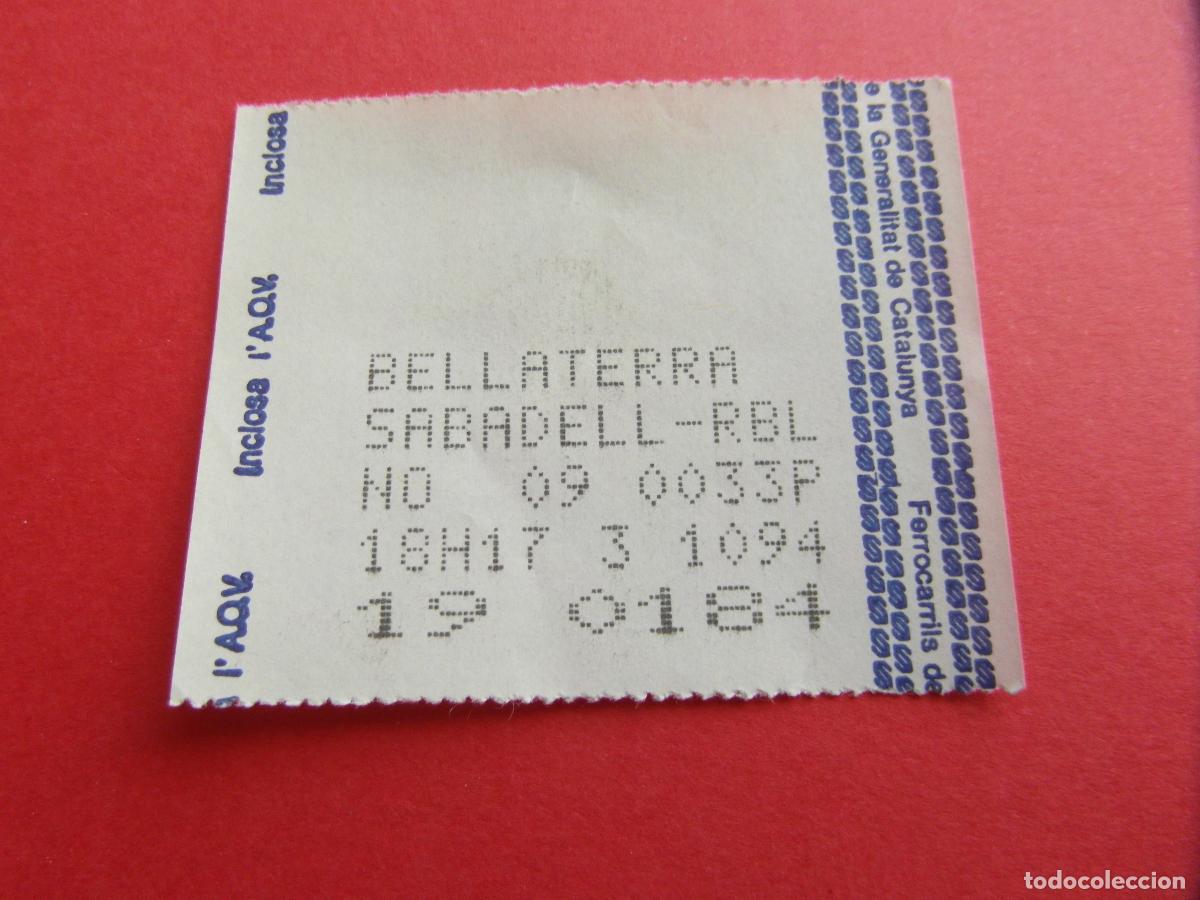 BELLATERRA
SABADELL-RBL
NO 09 0033P
18H17 3 1094
19 0184
Inclosa l'A.Q.V. Inclosa l'A.Q.V.
Ferrocarrils de la Generalitat de Catalunya
todocoleccion